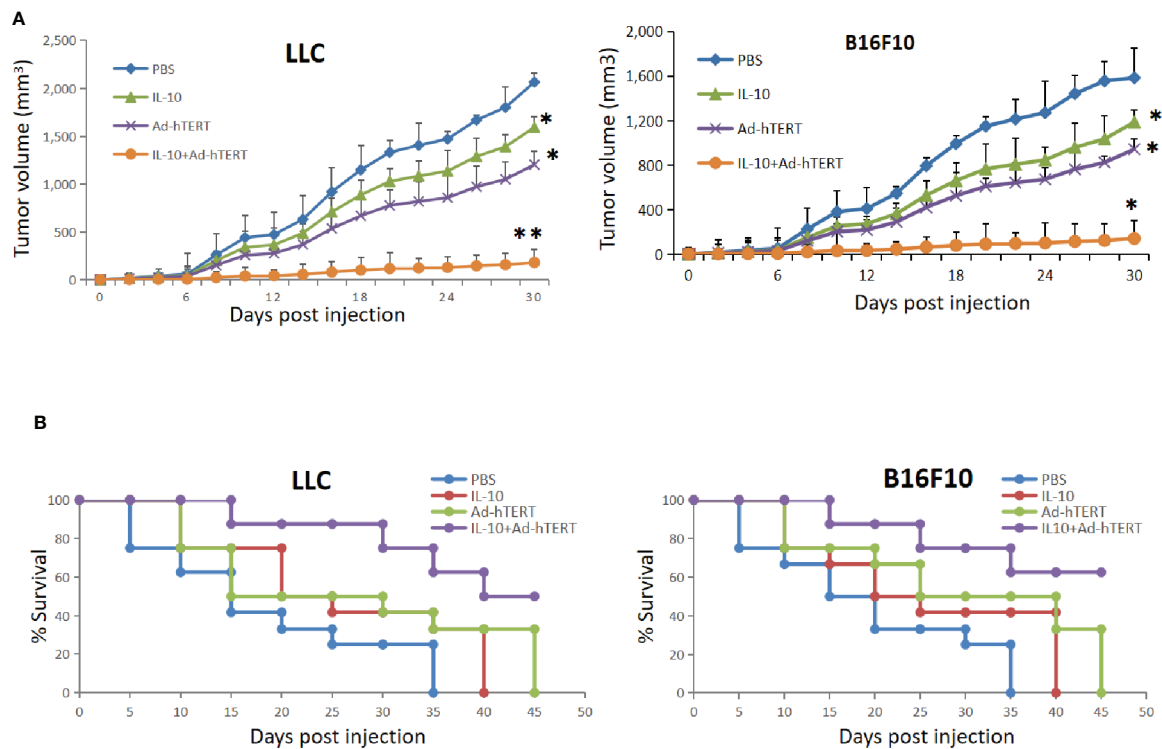 A
LLC
B16F10
Tumor volume (mm³)
2,500
2,000
1,500
1,000
500
0
PBS
IL-10
Ad-hTERT
IL-10+Ad-hTERT
*
*
**
0 6 12 18 24 30
Days post injection
Tumor volume (mm3)
2,000
1,600
1,200
800
400
0
PBS
IL-10
Ad-hTERT
IL-10+Ad-hTERT
*
*
*
0 6 12 18 24 30
Days post injection
B
LLC
% Survival
100
80
60
40
20
0
PBS
IL-10
Ad-hTERT
IL-10+Ad-hTERT
0 5 10 15 20 25 30 35 40 45 50
Days post injection
B16F10
% Survival
100
80
60
40
20
0
PBS
IL-10
Ad-hTERT
IL10+Ad-hTERT
0 5 10 15 20 25 30 35 40 45 50
Days post injection